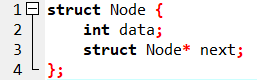 1 struct Node {
2     int data;
3     struct Node* next;
4 };